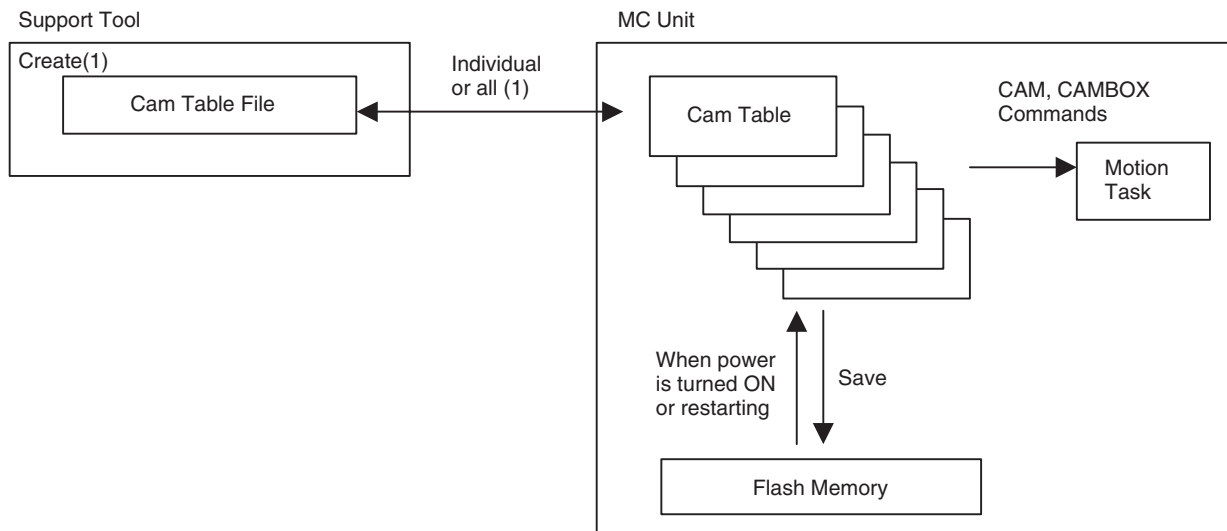 Support Tool
MC Unit
Create(1)
Cam Table File
Individual
or all (1)
Cam Table
CAM, CAMBOX
Commands
Motion
Task
When power
is turned ON
or restarting
Save
Flash Memory